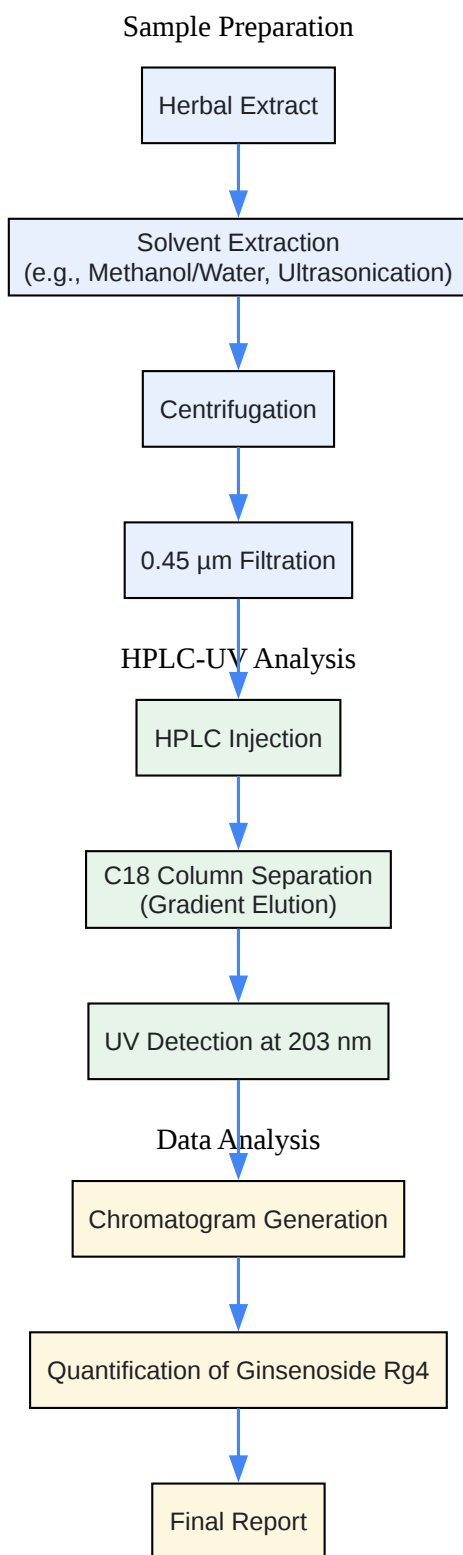 Sample Preparation
Herbal Extract
Solvent Extraction
(e.g., Methanol/Water, Ultrasonication)
Centrifugation
0.45 µm Filtration
HPLC-UV Analysis
HPLC Injection
C18 Column Separation
(Gradient Elution)
UV Detection at 203 nm
Data Analysis
Chromatogram Generation
Quantification of Ginsenoside Rg4
Final Report